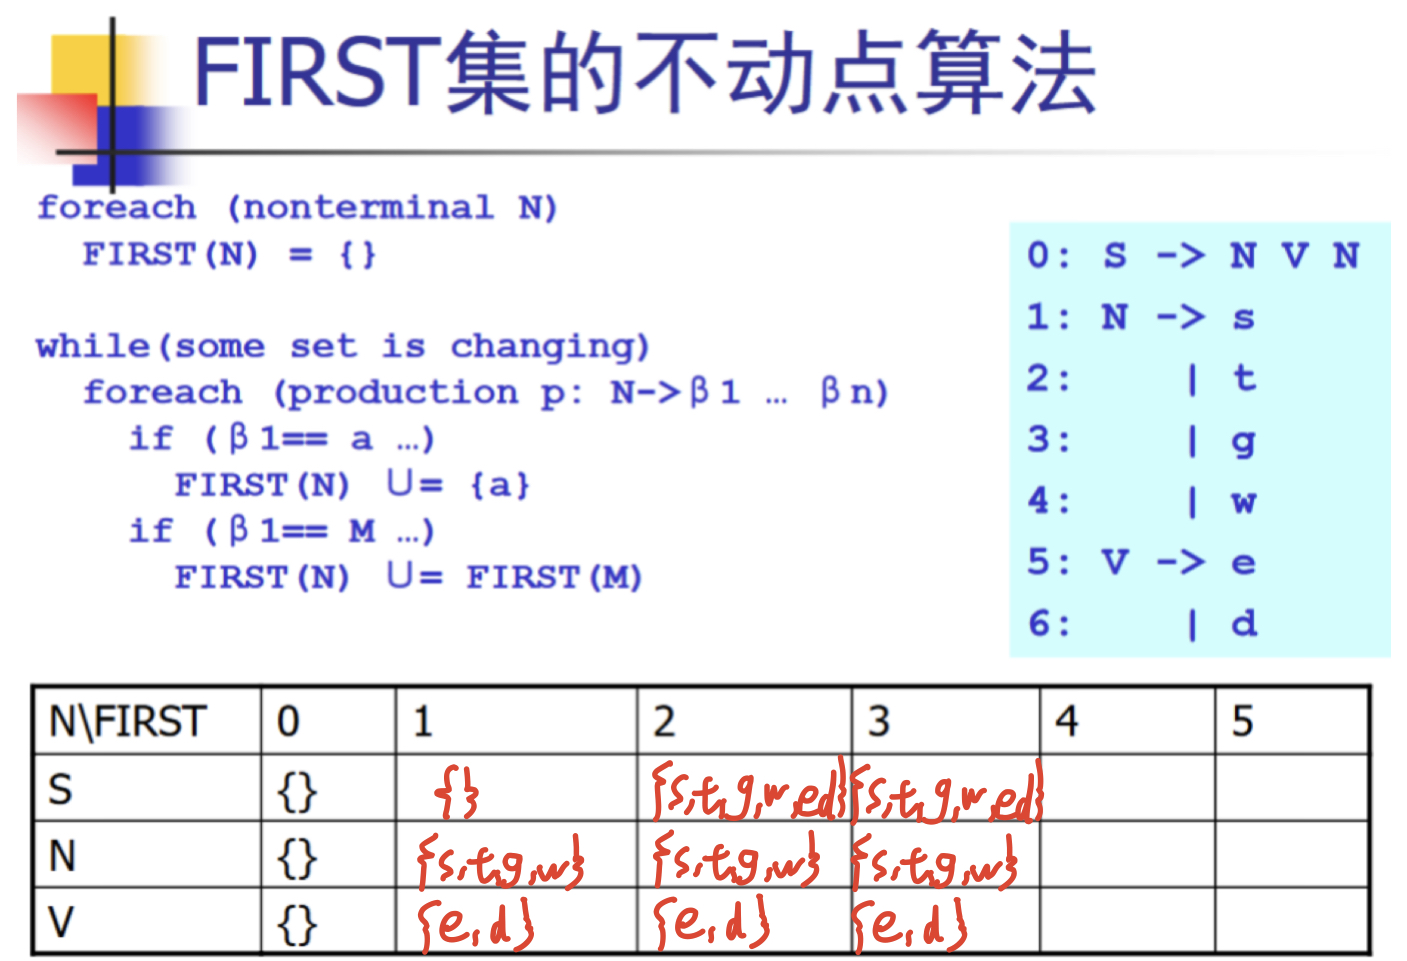 FIRST集的不动点算法
foreach (nonterminal N)
FIRST(N) = {}
while(some set is changing)
foreach (production p: N->β1 … βn)
if (β1== a …)
FIRST(N) ∪= {a}
if (β1== M …)
FIRST(N) ∪= FIRST(M)
0: S -> N V N
1: N -> s
2: | t
3: | g
4: | w
5: V -> e
6: | d
N\FIRST 0 1 2 3 4 5
S {} {} {s,t,g,w,ed} {s,t,g,w,ed}
N {} {s,t,g,w} {s,t,g,w} {s,t,g,w}
V {} {e,d} {e,d} {e,d}